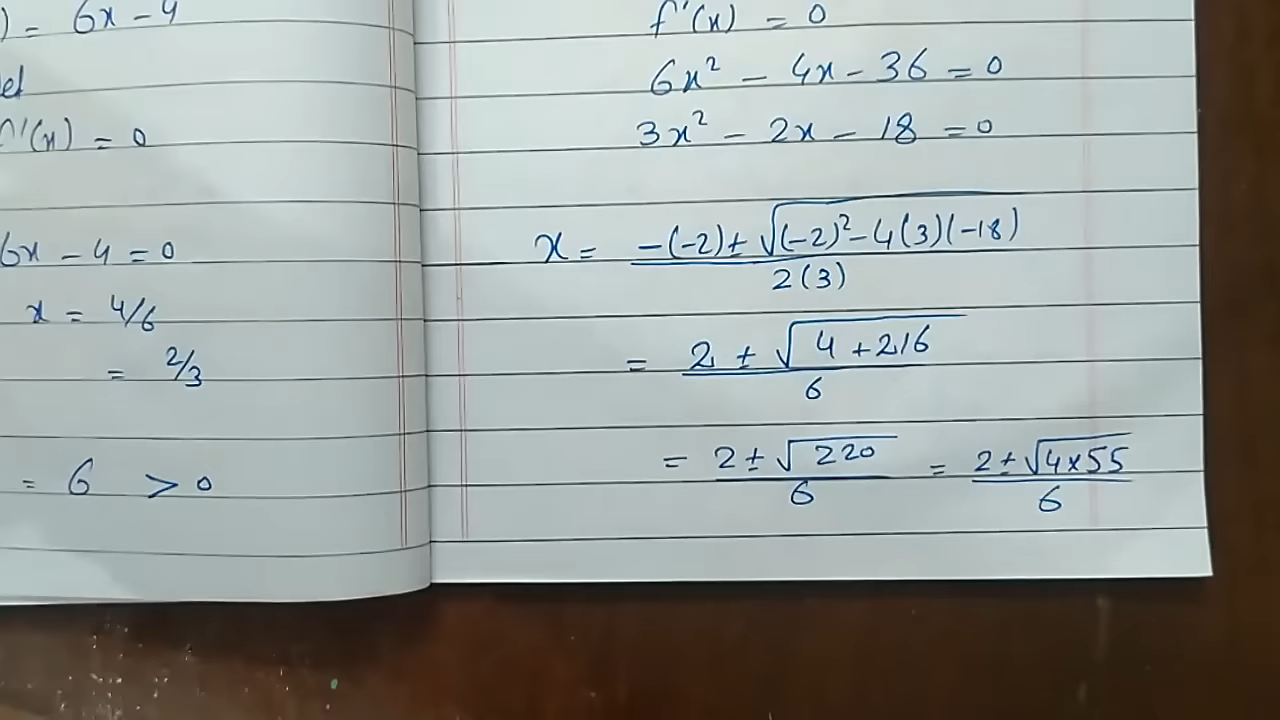 ) = 6x - 4
et
f'(x) = 0
6x - 4 = 0
x = 4/6
= 2/3
= 6 > 0
f'(x) = 0
6x² - 4x - 36 = 0
3x² - 2x - 18 = 0
x = -(-2) ± √(-2)² - 4(3)(-18)
2(3)
= 2 ± √4 + 216
6
= 2 ± √220 = 2 ± √4×55
6 6